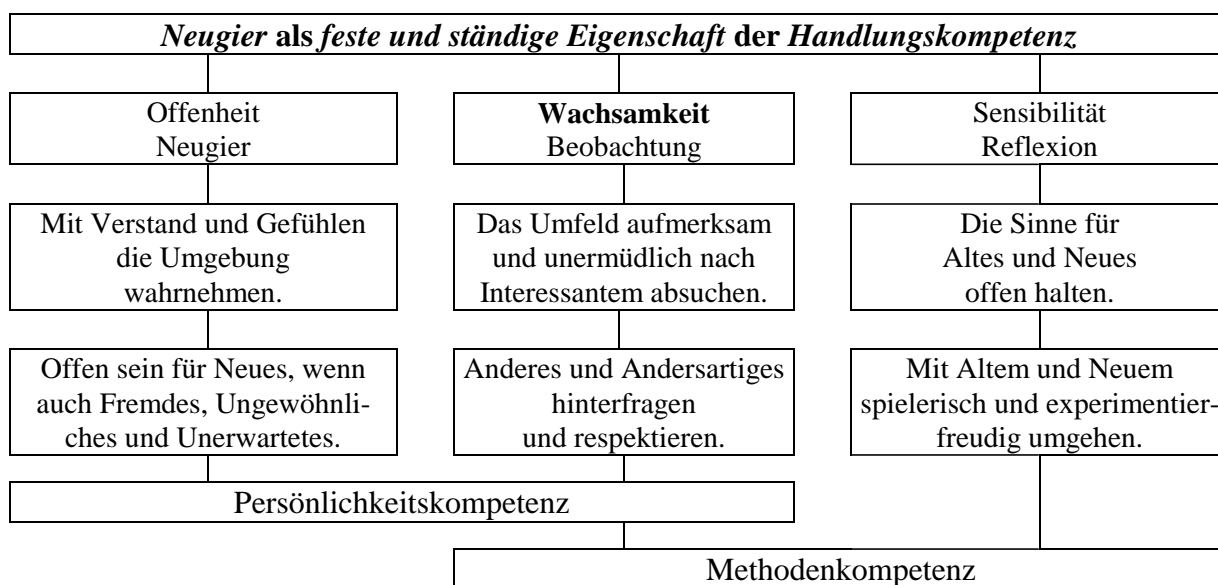 Neugier als feste und ständige Eigenschaft der Handlungskompetenz
Offenheit
Neugier
Wachsamkeit
Beobachtung
Sensibilität
Reflexion
Mit Verstand und Gefühlen
die Umgebung
wahrnehmen.
Das Umfeld aufmerksam
und unermüdlich nach
Interessantem absuchen.
Die Sinne für
Altes und Neues
offen halten.
Offen sein für Neues, wenn
auch Fremdes, Ungewöhnli-
ches und Unerwartetes.
Anderes und Andersartiges
hinterfragen
und respektieren.
Mit Altem und Neuem
spielerisch und experimentier-
freudig umgehen.
Persönlichkeitskompetenz
Methodenkompetenz